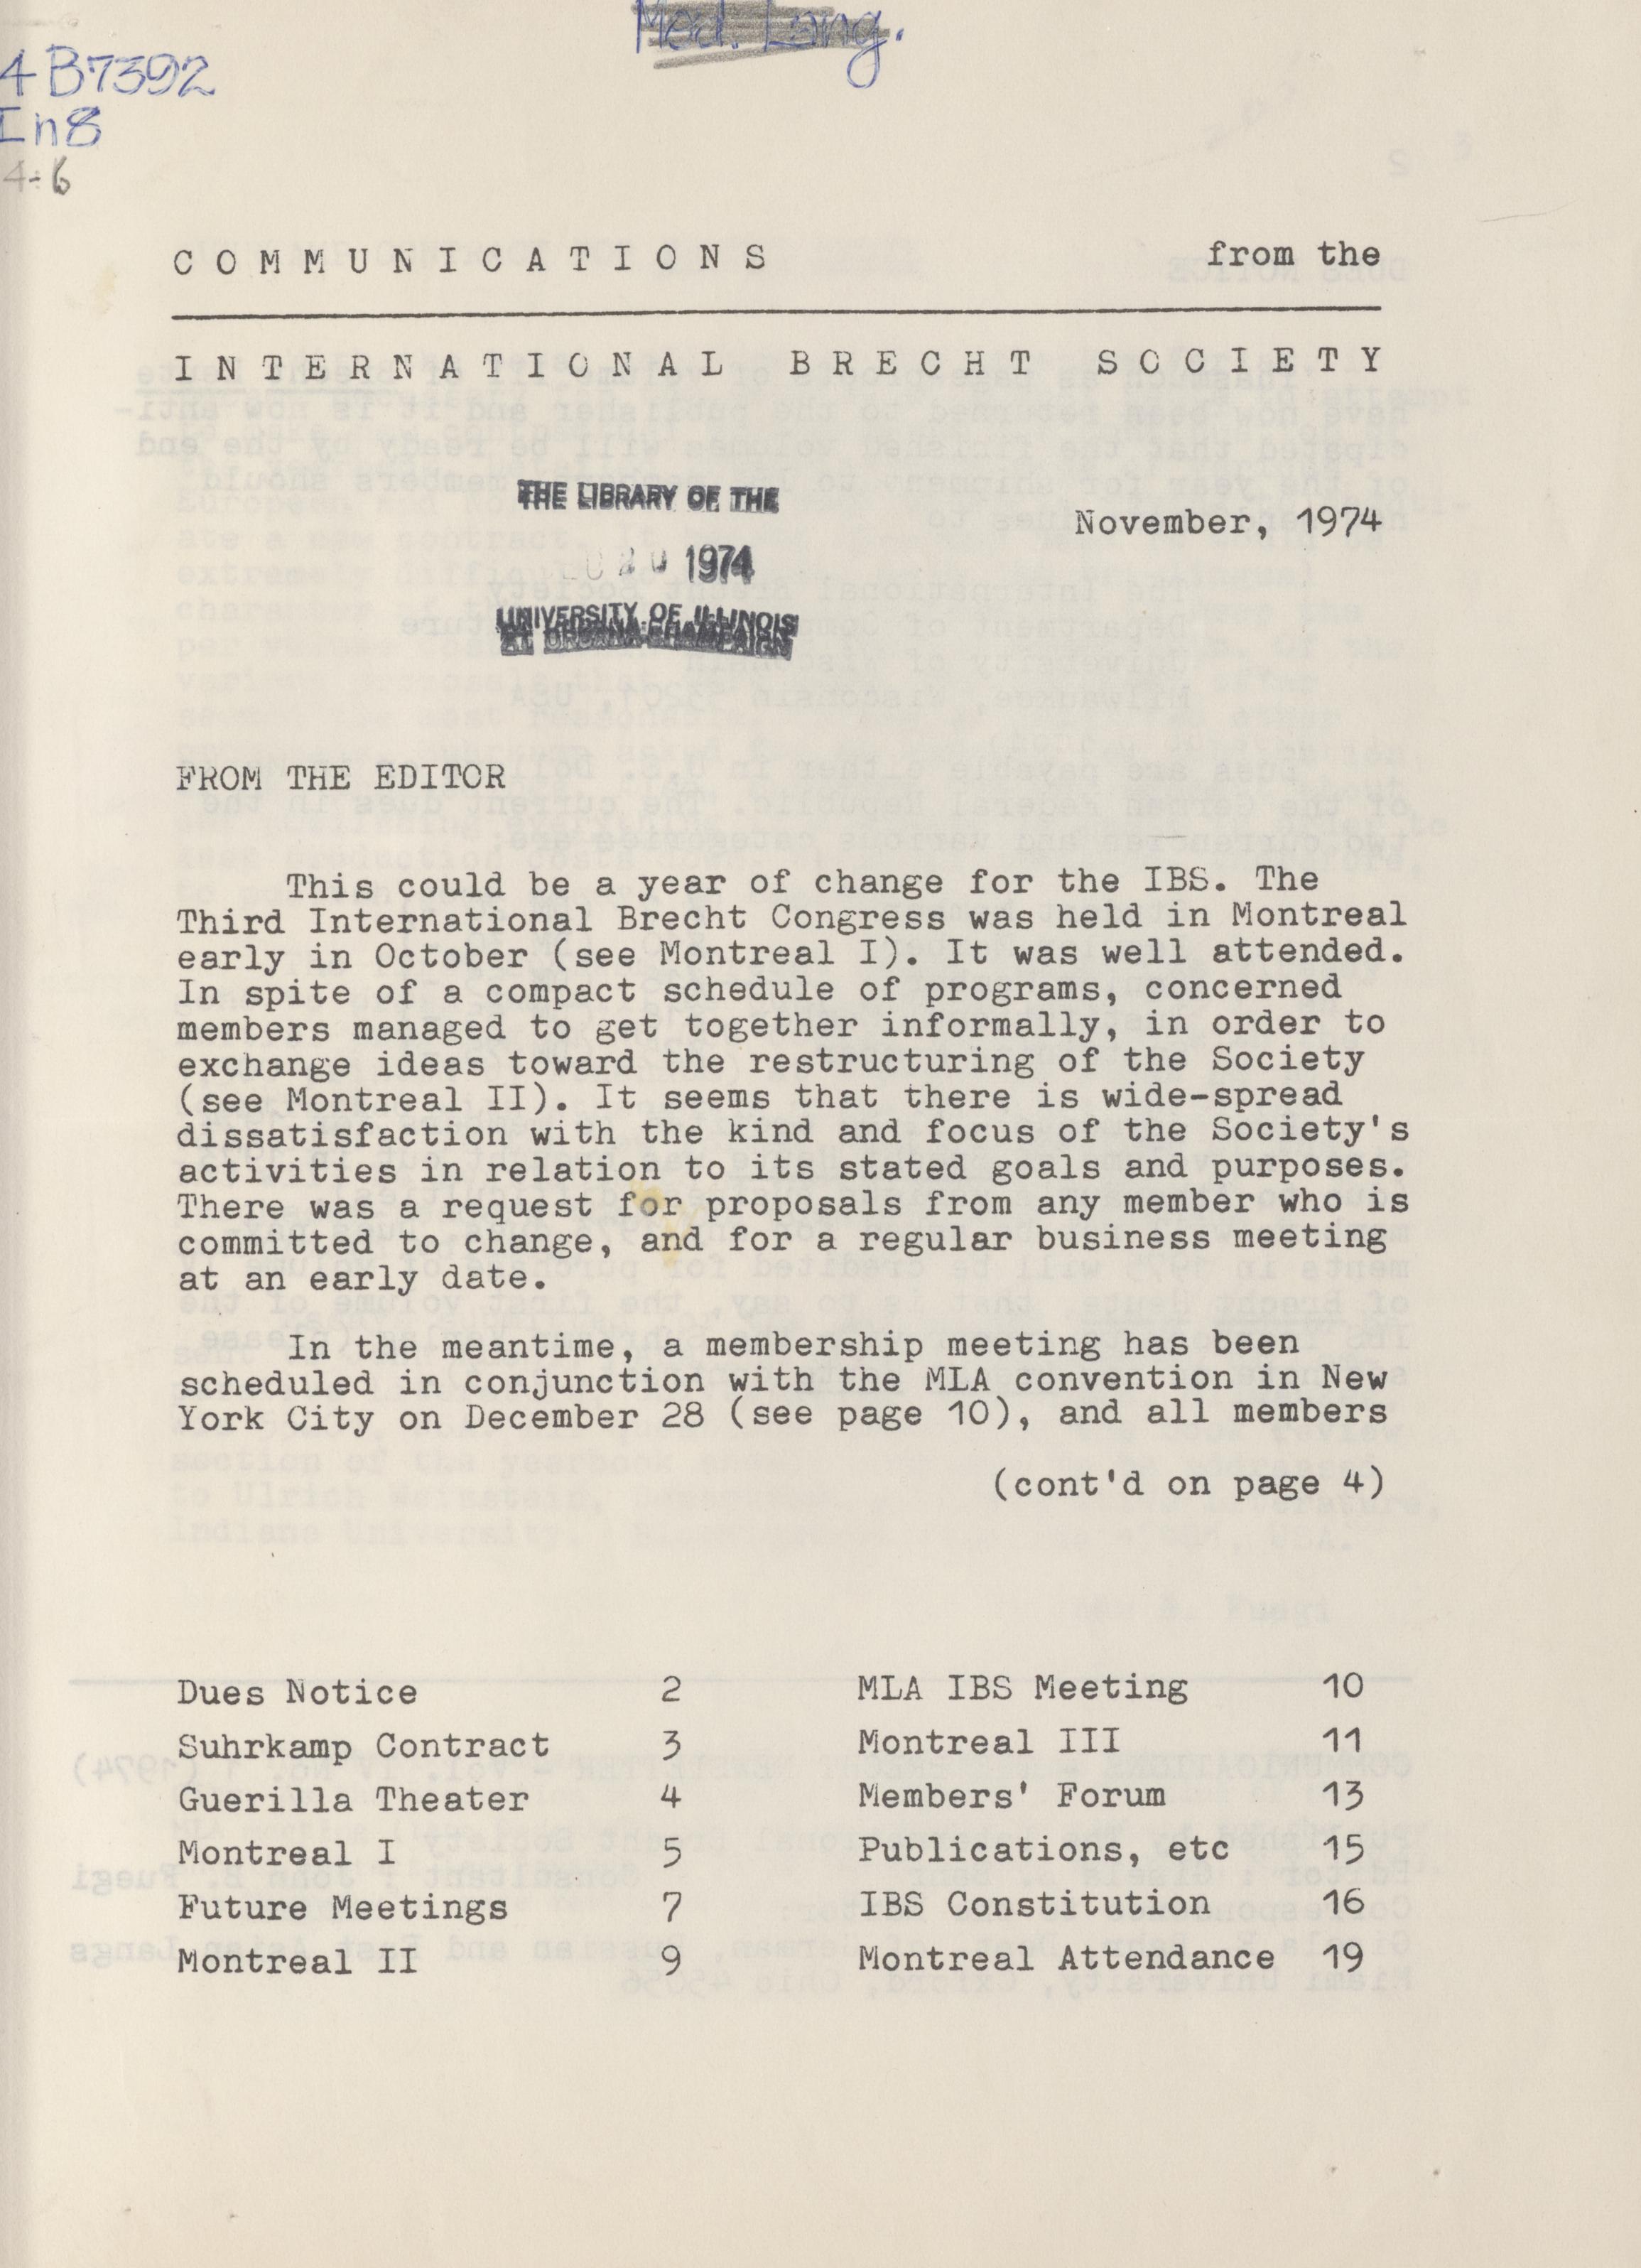 Med. Lang.
4B7392
In8
4-6
COMMUNICATIONS from the
INTERNATIONAL BRECHT SOCIETY
THE LIBRARY OF THE
November, 1974
1974
UNIVERSITY OF ILLINOIS
AT URBANA-CHAMPAIGN
FROM THE EDITOR
This could be a year of change for the IBS. The
Third International Brecht Congress was held in Montreal
early in October (see Montreal I). It was well attended.
In spite of a compact schedule of programs, concerned
members managed to get together informally, in order to
exchange ideas toward the restructuring of the Society
(see Montreal II). It seems that there is wide-spread
dissatisfaction with the kind and focus of the Society's
activities in relation to its stated goals and purposes.
There was a request for proposals from any member who is
committed to change, and for a regular business meeting
at an early date.
In the meantime, a membership meeting has been
scheduled in conjunction with the MLA convention in New
York City on December 28 (see page 10), and all members
(cont'd on page 4)
Dues Notice 2 MLA IBS Meeting 10
Suhrkamp Contract 3 Montreal III 11
Guerilla Theater 4 Members' Forum 13
Montreal I 5 Publications, etc 15
Future Meetings 7 IBS Constitution 16
Montreal II 9 Montreal Attendance 19